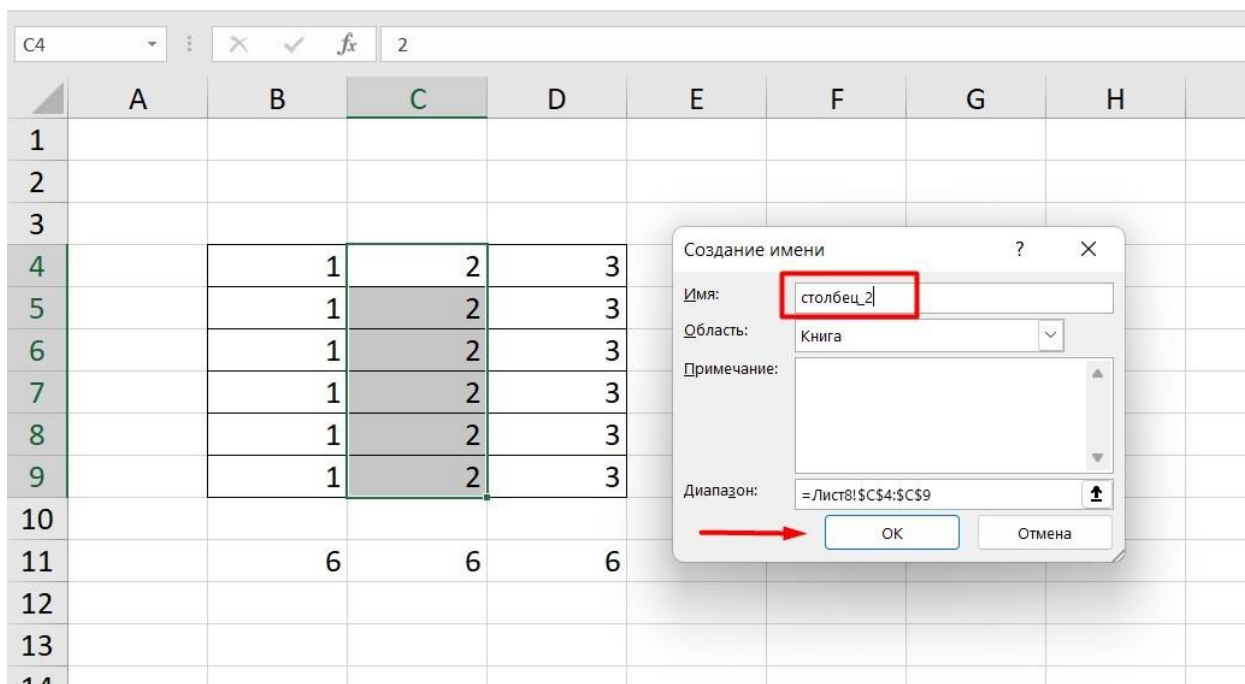 C4 fx 2
A B C D E F G H
1
2
3
4 1 2 3
5 1 2 3
6 1 2 3
7 1 2 3
8 1 2 3
9 1 2 3
10
11 6 6 6
12
13
14
Создание имени ?
Имя: столбец_2
Область: Книга
Примечание:
Диапазон: =Лист8!$C$4:$C$9
ОК Отмена